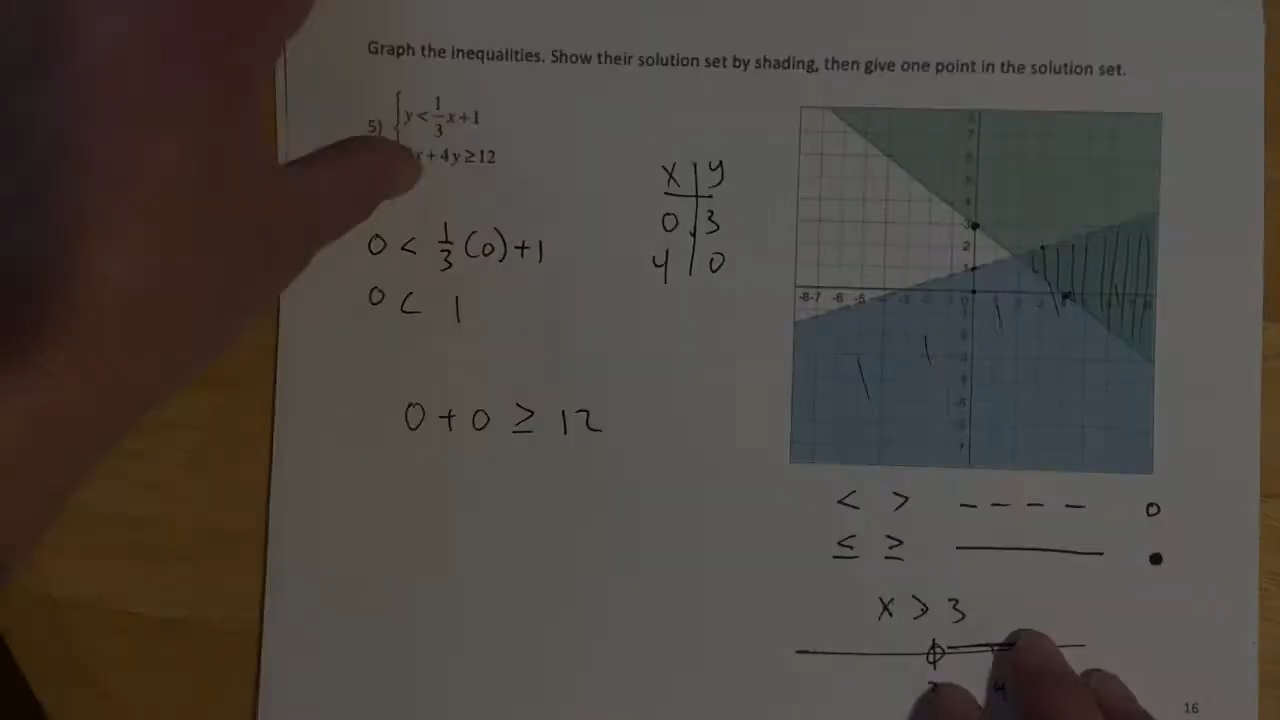 Graph the inequalities. Show their solution set by shading, then give one point in the solution set.
5) y < 1/3 x + 1
+ 4y ≥ 12
x | y
0 | 3
4 | 0
0 < 1/3 (0) + 1
0 < 1
0 + 0 ≥ 12
< > - - - - o
≤ ≥ —— •
x > 3
16